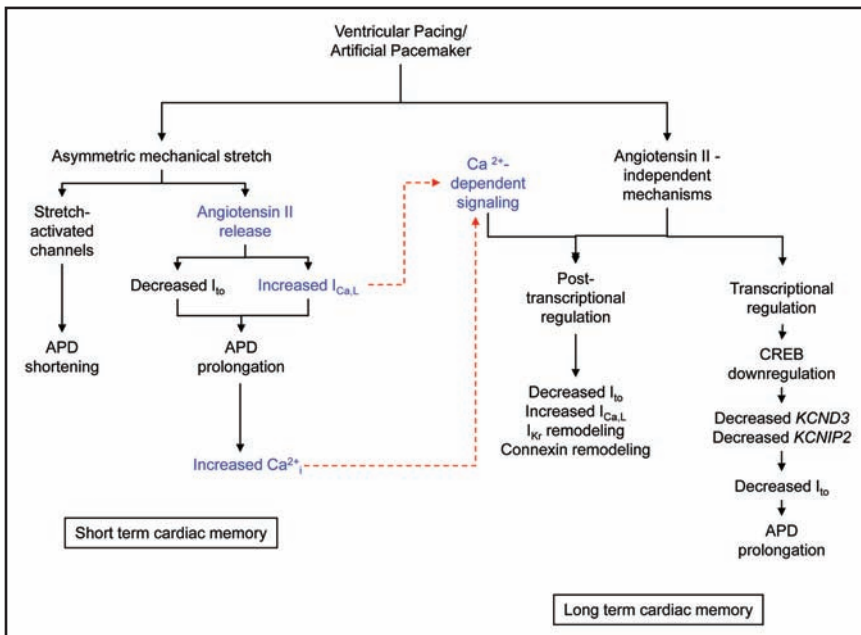 Ventricular Pacing/
Artificial Pacemaker
Asymmetric mechanical stretch
Stretch-
activated
channels
APD
shortening
Angiotensin II
release
Decreased Ito
Increased ICa,L
APD
prolongation
Increased Ca2+i
Short term cardiac memory
Ca 2+-
dependent
signaling
Angiotensin II -
independent
mechanisms
Post-
transcriptional
regulation
Decreased Ito
Increased ICa,L
IKr remodeling
Connexin remodeling
Transcriptional
regulation
CREB
downregulation
Decreased KCND3
Decreased KCNIP2
Decreased Ito
APD
prolongation
Long term cardiac memory